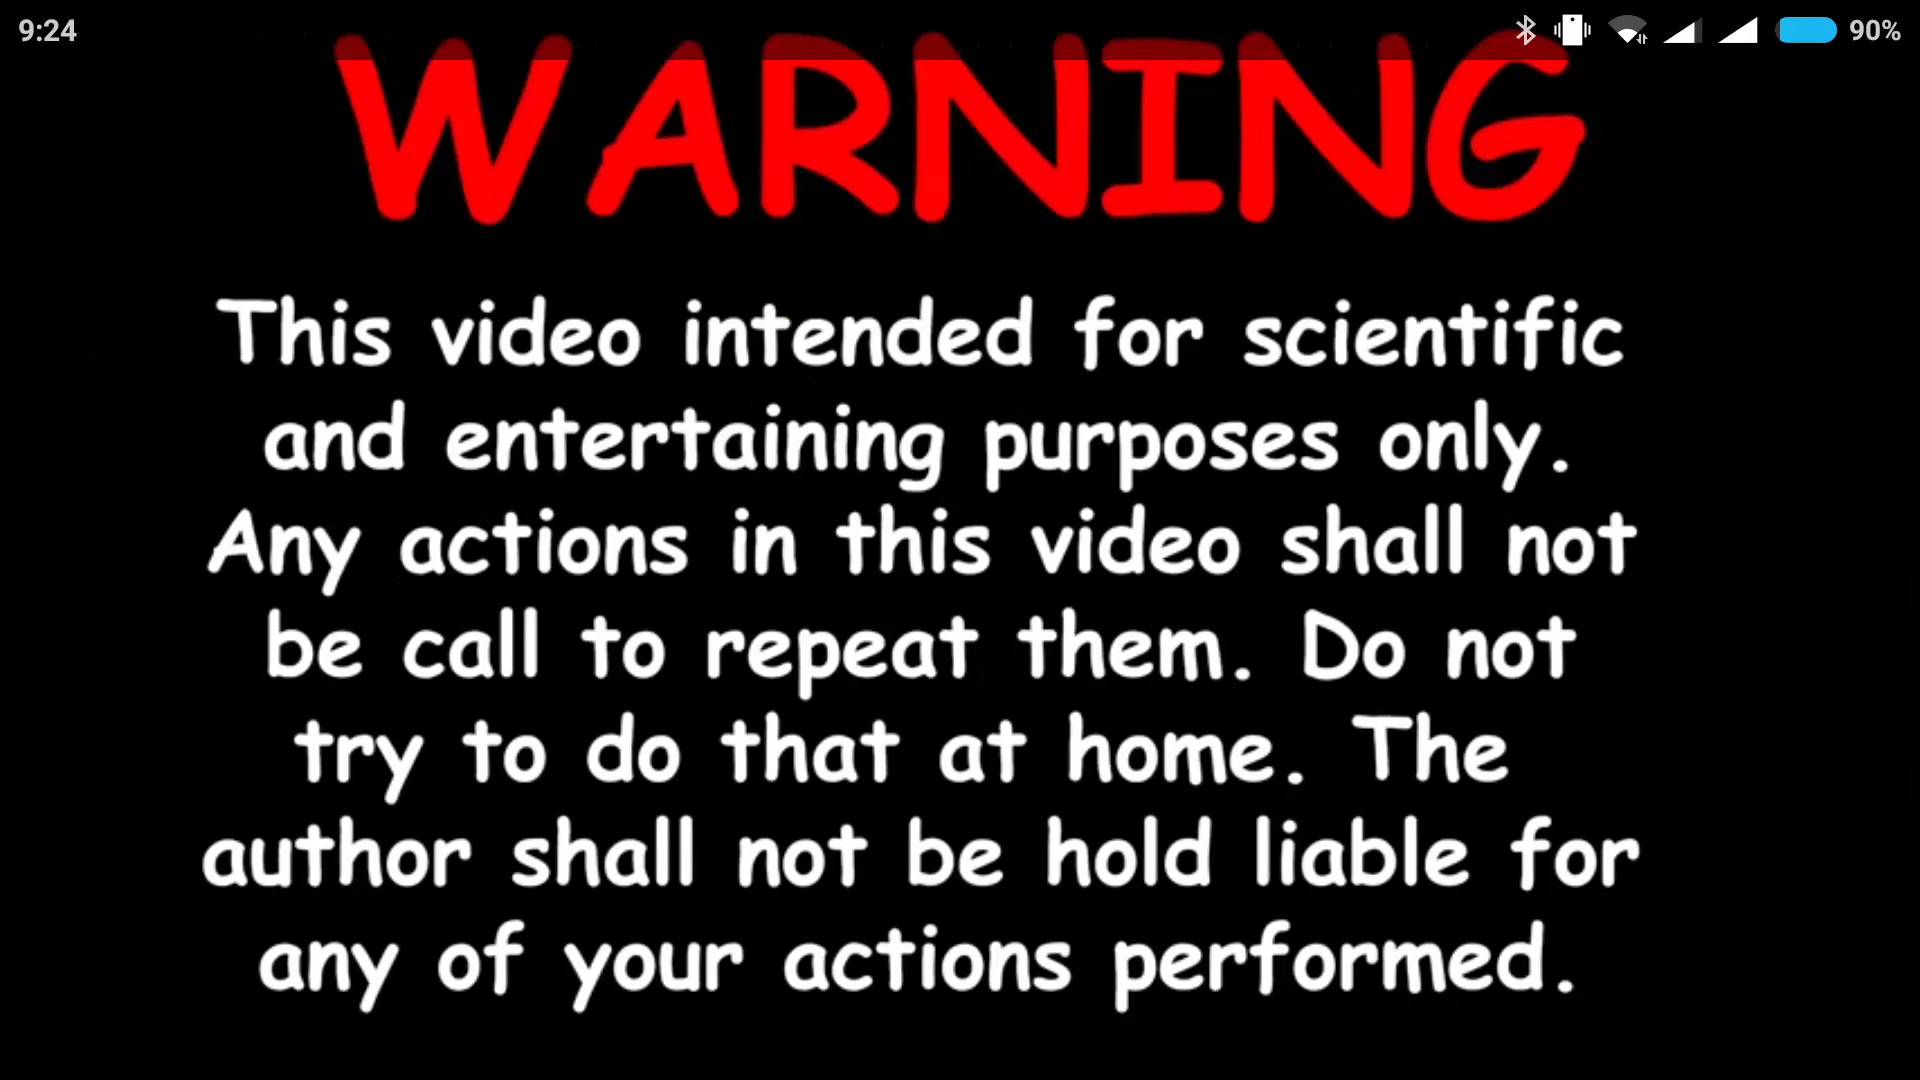 9:24
90%
WARNING
This video intended for scientific
and entertaining purposes only.
Any actions in this video shall not
be call to repeat them. Do not
try to do that at home. The
author shall not be hold liable for
any of your actions performed.